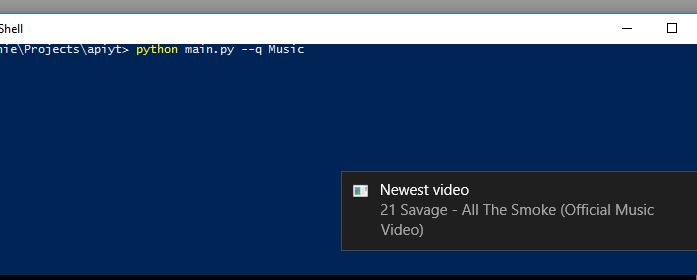 Shell
nie\Projects\apiyt> python main.py --q Music
Newest video
21 Savage - All The Smoke (Official Music
Video)